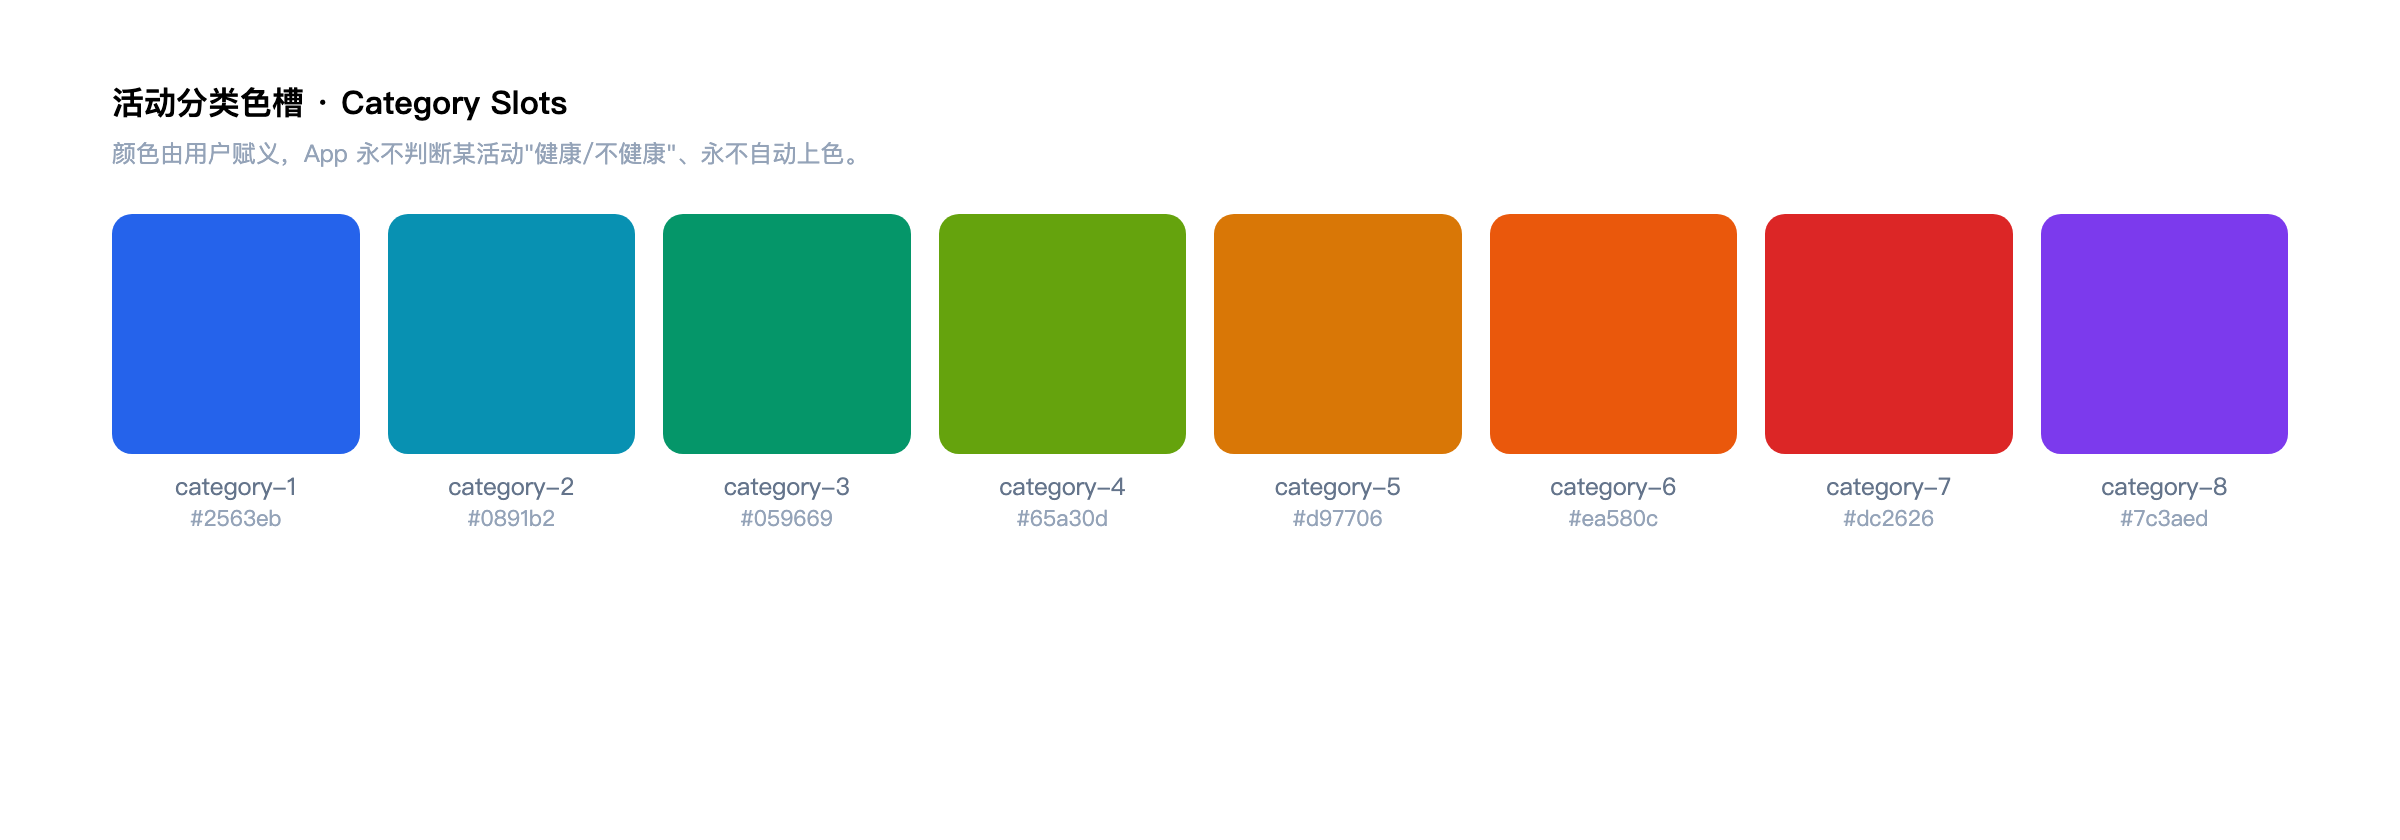 活动分类色槽 · Category Slots
颜色由用户赋义，App 永不判断某活动"健康/不健康"、永不自动上色。
category-1
#2563eb
category-2
#0891b2
category-3
#059669
category-4
#65a30d
category-5
#d97706
category-6
#ea580c
category-7
#dc2626
category-8
#7c3aed